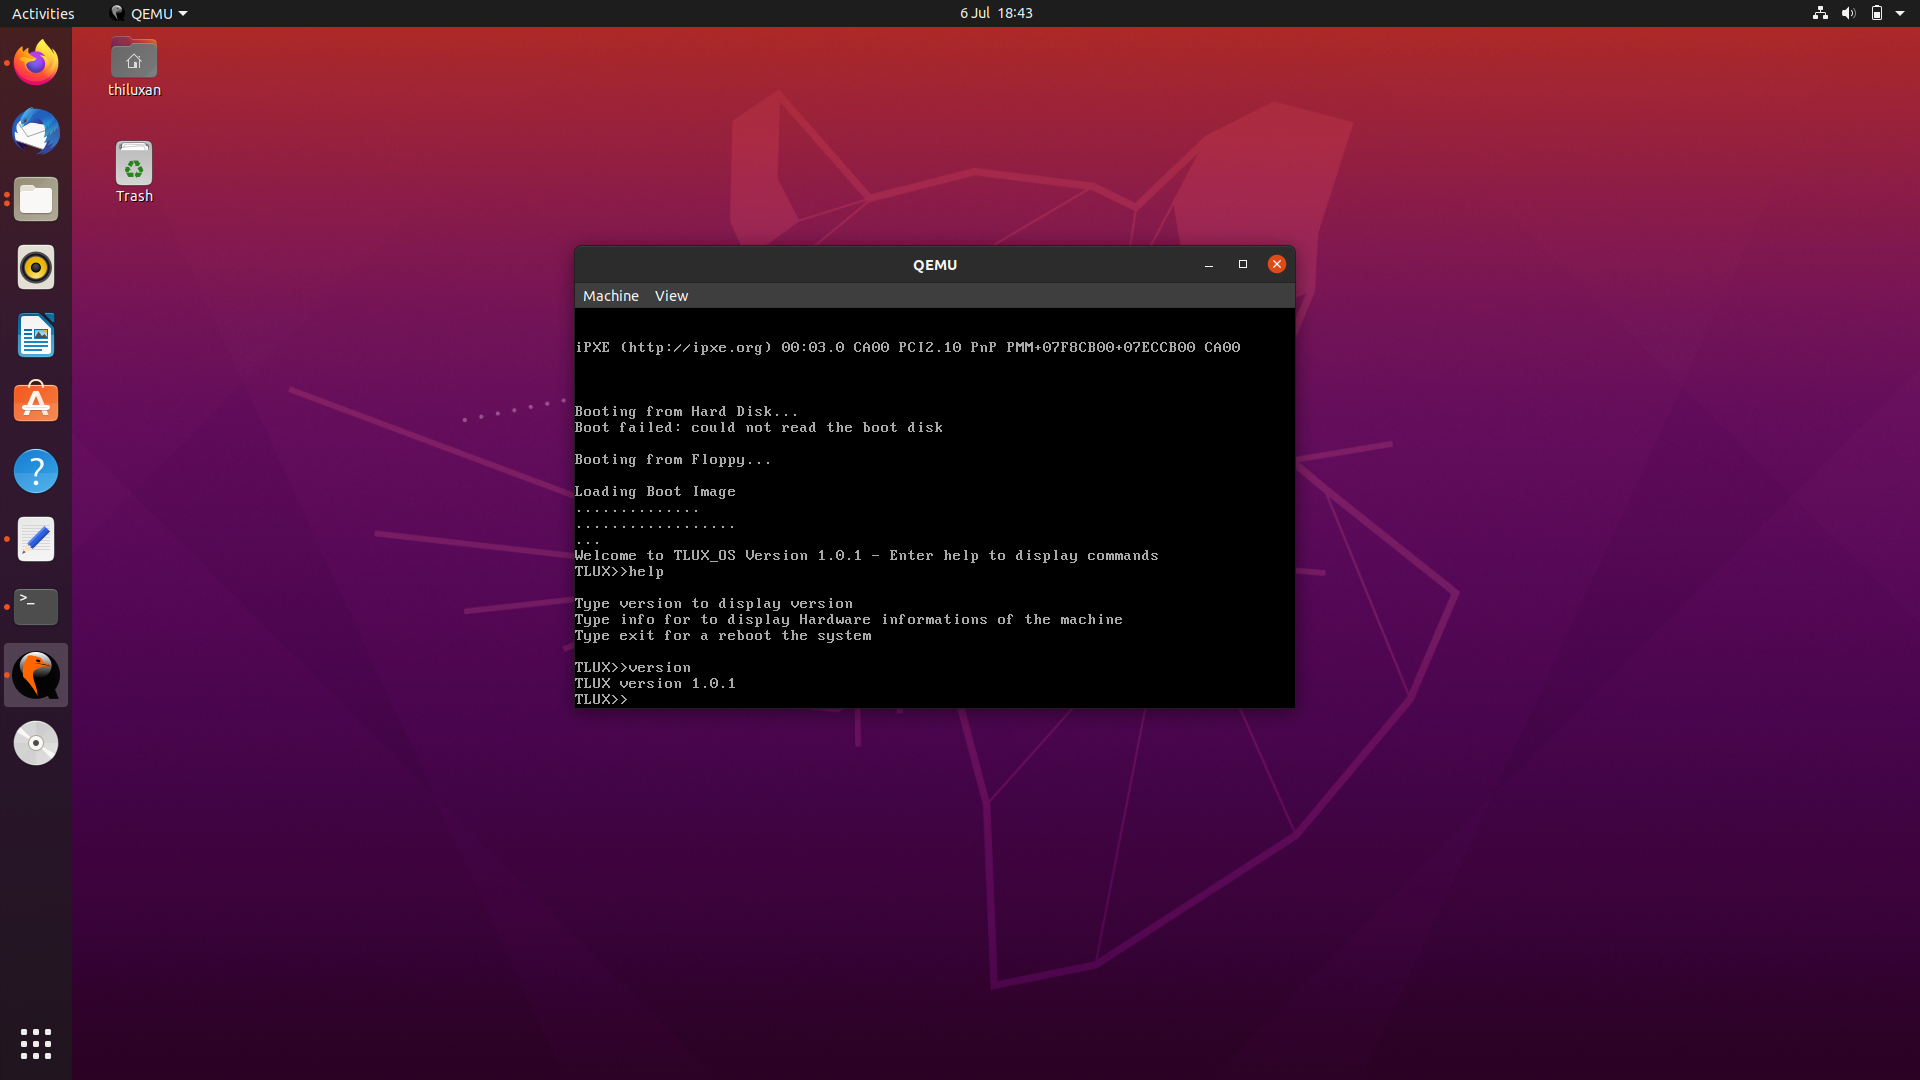 Activities
QEMU
6 Jul 18:43
thiluxan
Trash
QEMU
Machine View
iPXE (http://ipxe.org) 00:03.0 CA00 PCI2.10 PnP PMM+07F8CB00+07ECCB00 CA00
Booting from Hard Disk...
Boot failed: could not read the boot disk
Booting from Floppy...
Loading Boot Image
..............
..................
...
Welcome to TLUX_OS Version 1.0.1 - Enter help to display commands
TLUX>>help
Type version to display version
Type info for to display Hardware informations of the machine
Type exit for a reboot the system
TLUX>>version
TLUX version 1.0.1
TLUX>>